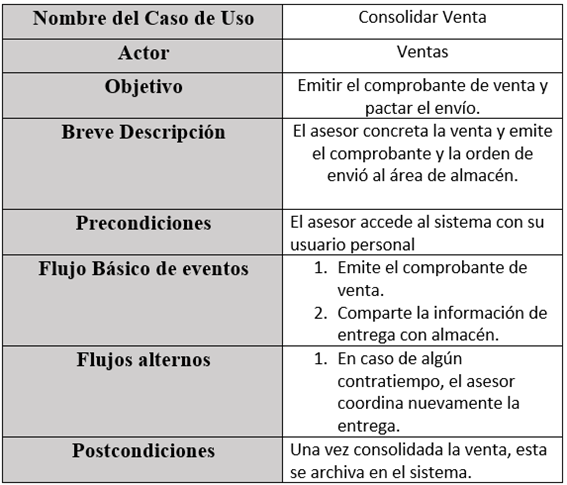 Nombre del Caso de Uso
Consolidar Venta
Actor
Ventas
Objetivo
Emitir el comprobante de venta y
pactar el envío.
Breve Descripción
El asesor concreta la venta y emite
el comprobante y la orden de
envió al área de almacén.
Precondiciones
El asesor accede al sistema con su
usuario personal
Flujo Básico de eventos
1. Emite el comprobante de
venta.
2. Comparte la información de
entrega con almacén.
Flujos alternos
1. En caso de algún
contratiempo, el asesor
coordina nuevamente la
entrega.
Postcondiciones
Una vez consolidada la venta, esta
se archiva en el sistema.